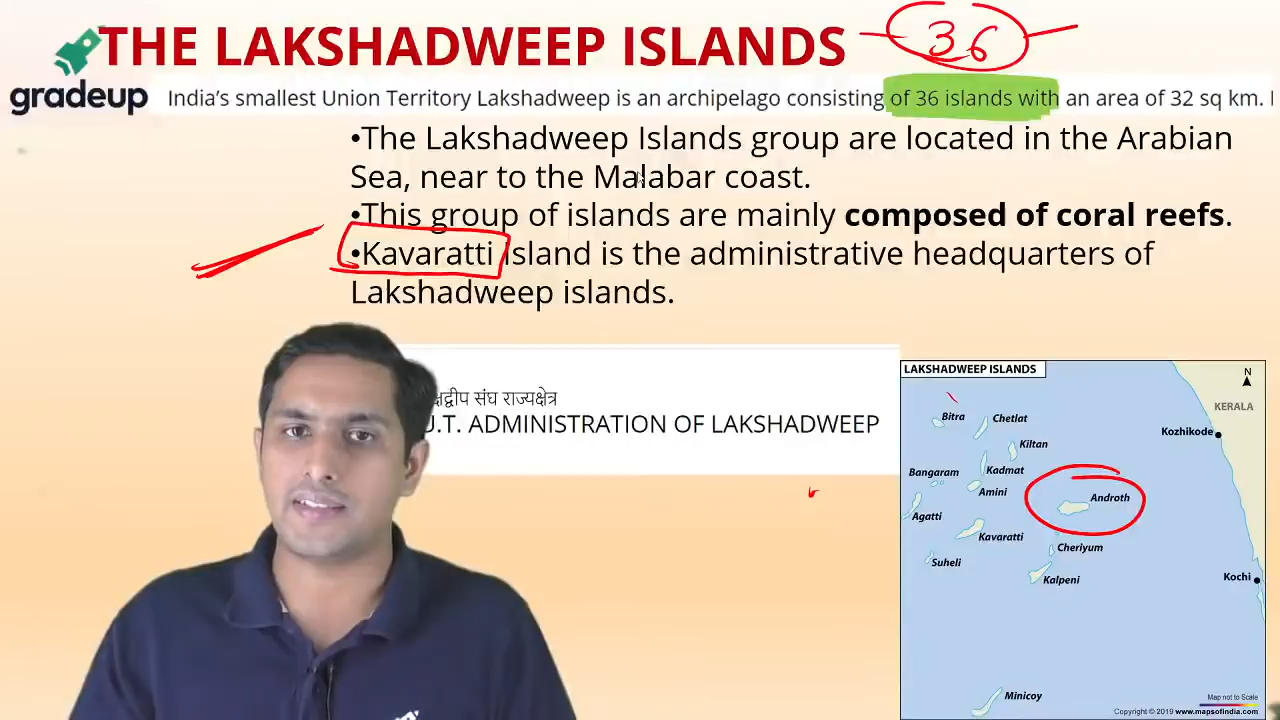 THE LAKSHADWEEP ISLANDS
36
gradeup
India's smallest Union Territory Lakshadweep is an archipelago consisting of 36 islands with an area of 32 sq km.
•The Lakshadweep Islands group are located in the Arabian
Sea, near to the Malabar coast.
•This group of islands are mainly composed of coral reefs.
•Kavaratti Island is the administrative headquarters of
Lakshadweep islands.
संघ राज्यक्षेत्र
U.T. ADMINISTRATION OF LAKSHADWEEP
LAKSHADWEEP ISLANDS
N
KERALA
Bitra
Chetlat
Kozhikode
Kiltan
Bangaram
Kadmat
Amini
Androth
Agatti
Kavaratti
Cheriyum
Suheli
Kalpeni
Kochi
Minicoy
Map not to Scale
Copyright © 2019 www.mapsofindia.com